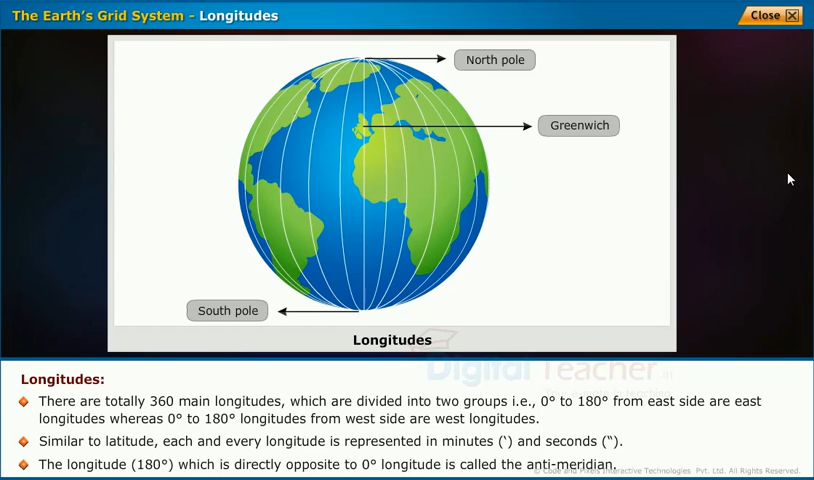 The Earth's Grid System - Longitudes
Close
North pole
Greenwich
South pole
Longitudes
Digital Teacher.in
Longitudes:
There are totally 360 main longitudes, which are divided into two groups i.e., 0° to 180° from east side are east
longitudes whereas 0° to 180° longitudes from west side are west longitudes.
Similar to latitude, each and every longitude is represented in minutes (‘) and seconds (“).
The longitude (180°) which is directly opposite to 0° longitude is called the anti-meridian.
© Code and Pixels Interactive Technologies Pvt. Ltd. All Rights Reserved.